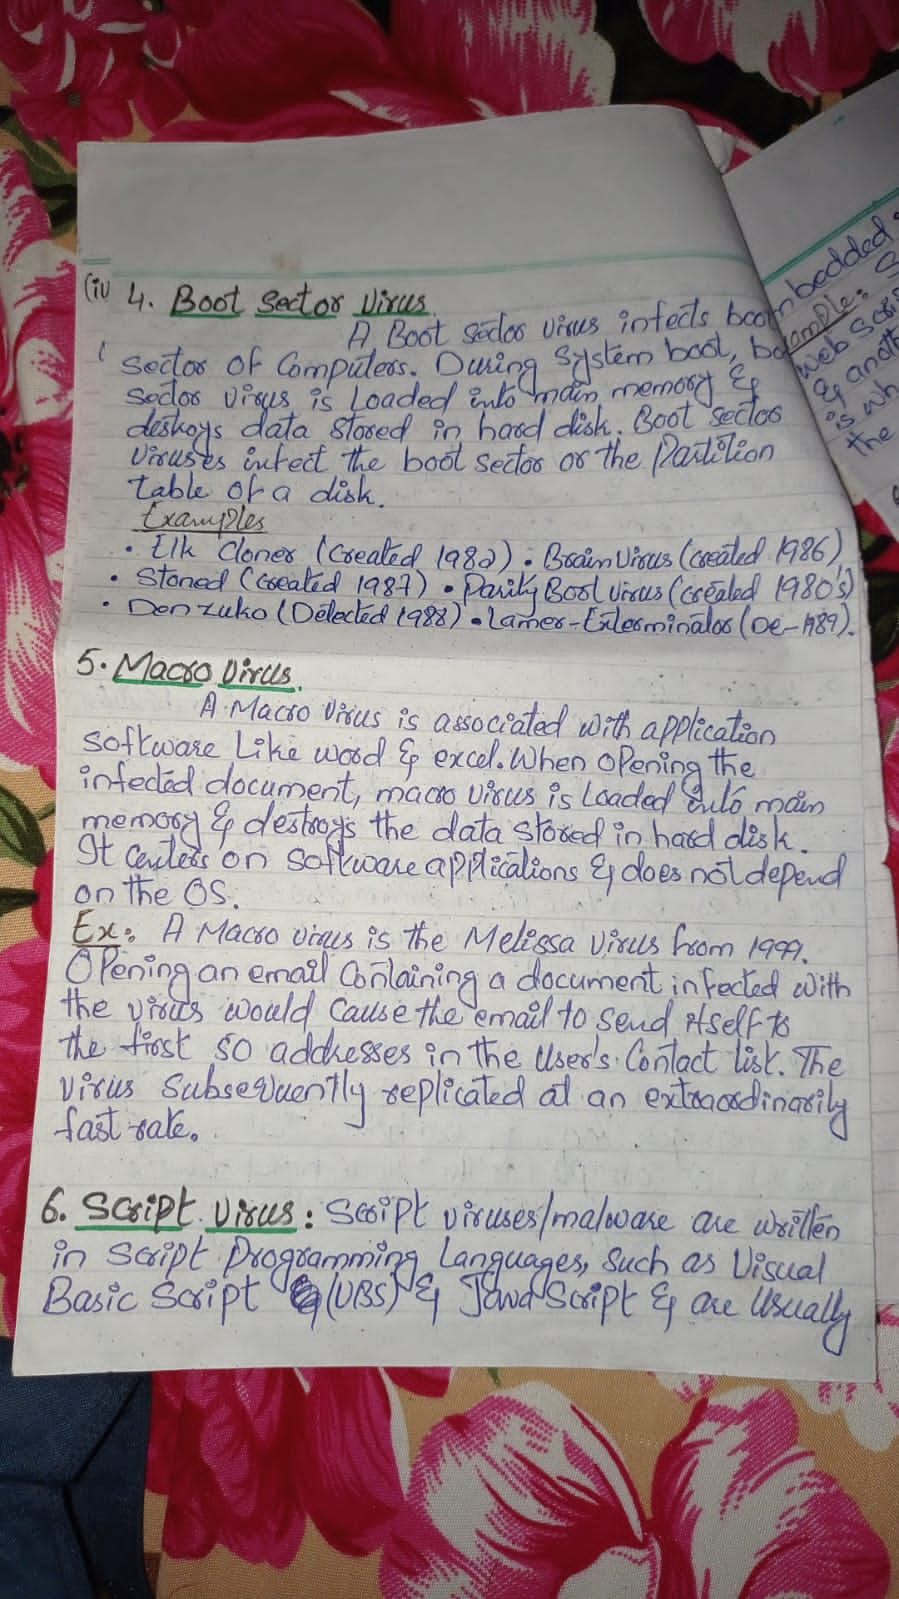 (iv
4. Boot Sector Virus
A Boot Sector virus infects boot
Sector of Computers. During System boot, bo
Sector virus is Loaded into main memory &
destroys data stored in hard disk. Boot sector
Viruses infect the boot sector or the Partition
table of a disk.
Examples
• Elk Cloner (Created 1982) • Brain Virus (created 1986)
• Stoned (Created 1987) • Parity Boot Virus (created 1980's)
• Den zuko (Detected 1988) • Lamer-Exterminator (De-1989).
5. Macro Virus.
A Macro Virus is associated with application
Software Like word & excel. When opening the
infected document, macro virus is Loaded into main
memory & destroys the data stored in hard disk.
It centers on Software applications & does not depend
on the OS.
Ex: A Macro virus is the Melissa Virus from 1999.
Opening an email Containing a document infected with
the virus would cause the email to send itself to
the first 50 addresses in the User's Contact list. The
virus Subsequently replicated at an extraordinarily
fast rate.
6. Script Virus: Script viruses/malware are written
in Script Programming Languages, Such as Visual
Basic Script (VBS) & Java Script & are Usually
mbedded
ample: S
web scri
& anoth
is wh
the